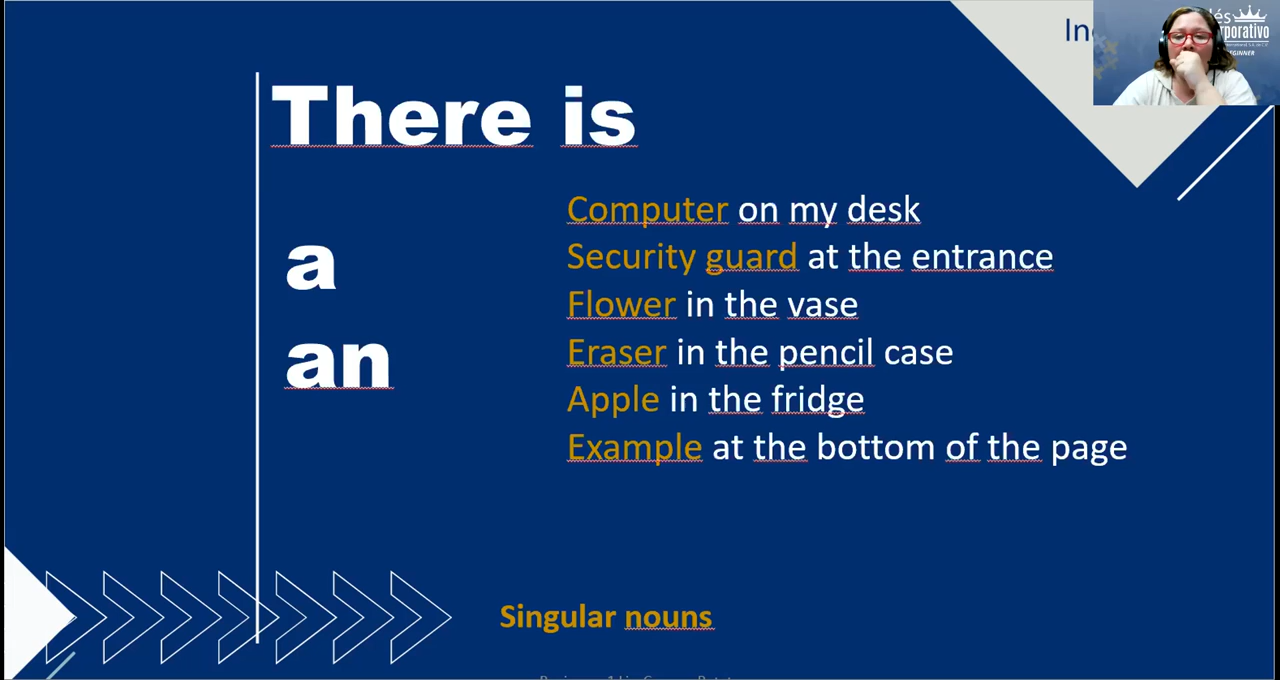 There is
a
an
Computer on my desk
Security guard at the entrance
Flower in the vase
Eraser in the pencil case
Apple in the fridge
Example at the bottom of the page
Singular nouns